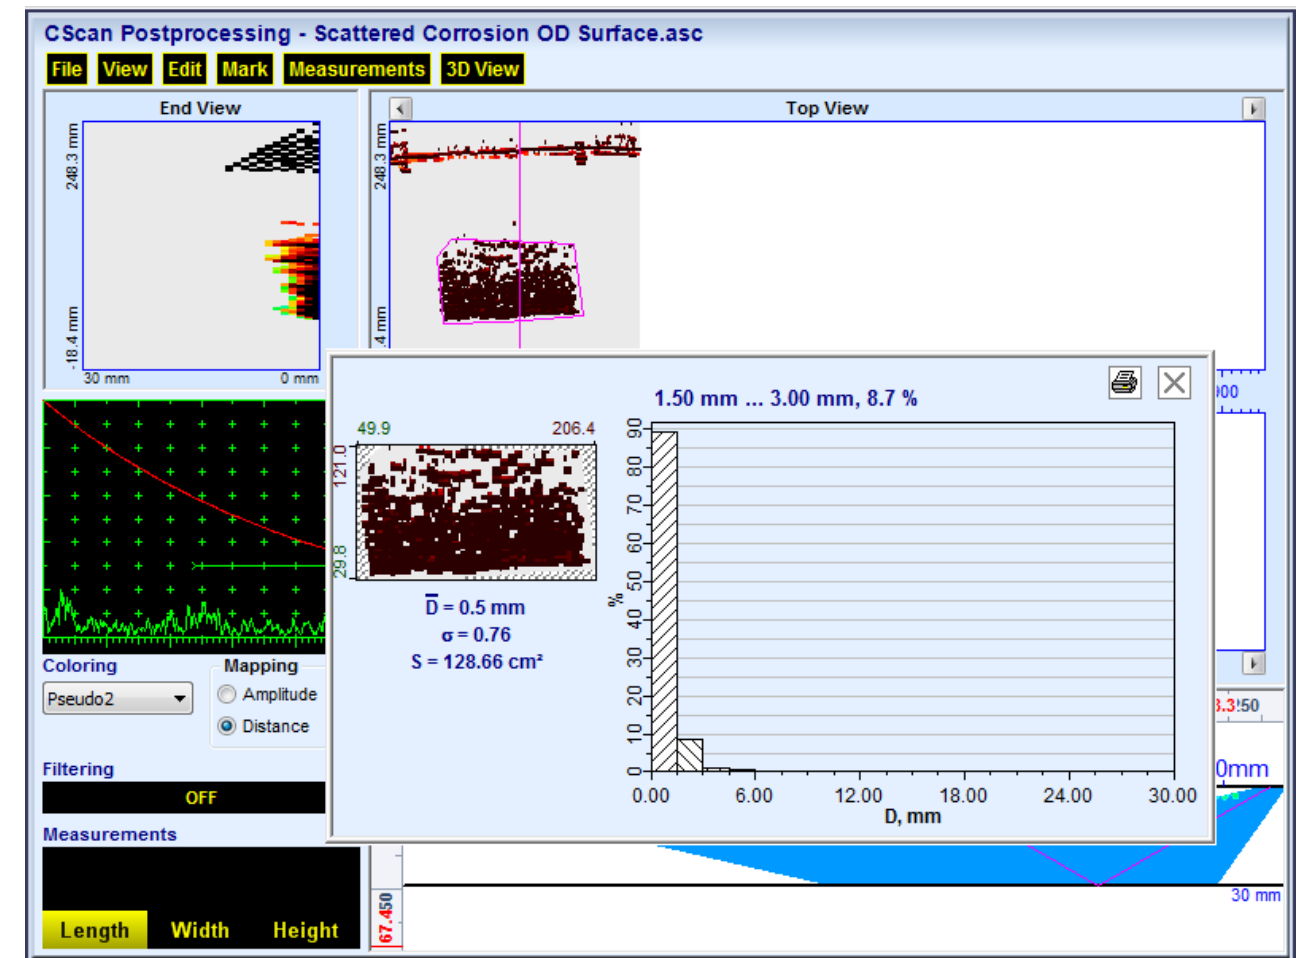 CScan Postprocessing - Scattered Corrosion OD Surface.asc
File View Edit Mark Measurements 3D View
End View
248.3 mm
-18.4 mm
30 mm 0 mm
Top View
248.3 mm
.4 mm
900
1.50 mm ... 3.00 mm, 8.7 %
49.9 206.4
121.0
29.8
D = 0.5 mm
σ = 0.76
S = 128.66 cm²
%
90
80
70
60
50
40
30
20
10
0
0.00 6.00 12.00 18.00 24.00 30.00
D, mm
Coloring
Pseudo2
Mapping
Amplitude
Distance
Filtering
OFF
Measurements
Length Width Height
0mm
30 mm
67.450